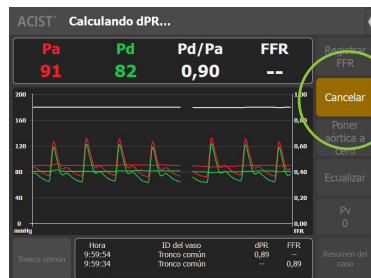 ACIST Calculando dPR...
Pa Pd Pd/Pa FFR
91 82 0,90 --
Registrar
FFR
Cancelar
Poner
aórtica a
cero
Ecualizar
Pv
0
Resumen del
caso
200 1,00
160 0,80
120 0,60
80 0,40
40 0,20
0 0,00
mmHg FFR
Tronco común
Hora ID del vaso dPR FFR
9:59:54 Tronco común 0,89 --
9:59:34 Tronco común -- 0,89